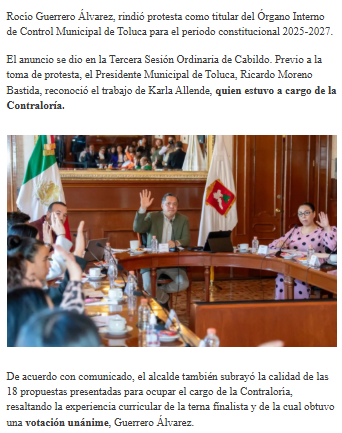 Rocio Guerrero Álvarez, rindió protesta como titular del Órgano Interno
de Control Municipal de Toluca para el periodo constitucional 2025-2027.
El anuncio se dio en la Tercera Sesión Ordinaria de Cabildo. Previo a la
toma de protesta, el Presidente Municipal de Toluca, Ricardo Moreno
Bastida, reconoció el trabajo de Karla Allende, quien estuvo a cargo de la
Contraloría.
De acuerdo con comunicado, el alcalde también subrayó la calidad de las
18 propuestas presentadas para ocupar el cargo de la Contraloría,
resaltando la experiencia curricular de la terna finalista y de la cual obtuvo
una votación unánime, Guerrero Álvarez.